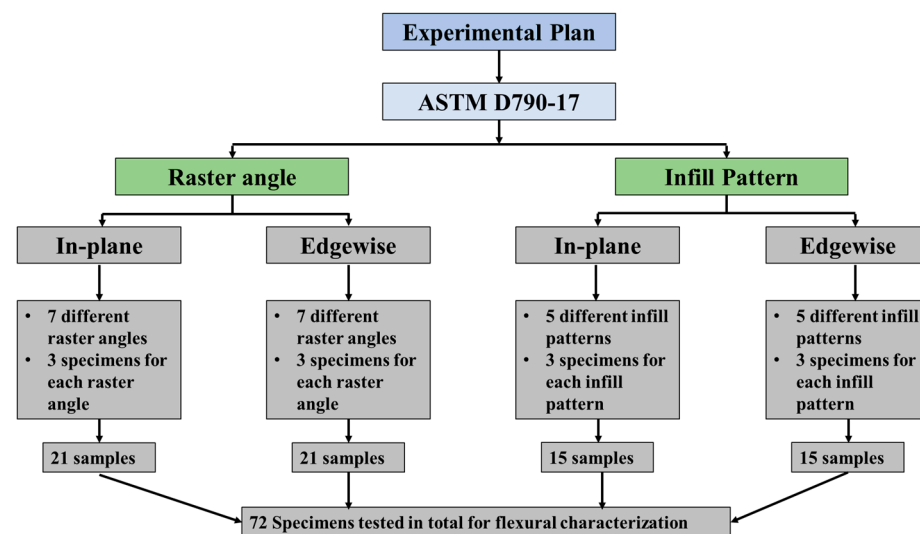 Experimental Plan
ASTM D790-17
Raster angle
Infill Pattern
In-plane
Edgewise
In-plane
Edgewise
• 7 different
raster angles
• 3 specimens for
each raster
angle
• 7 different
raster angles
• 3 specimens for
each raster
angle
• 5 different infill
patterns
• 3 specimens for
each infill
pattern
• 5 different infill
patterns
• 3 specimens for
each infill
pattern
21 samples
21 samples
15 samples
15 samples
72 Specimens tested in total for flexural characterization